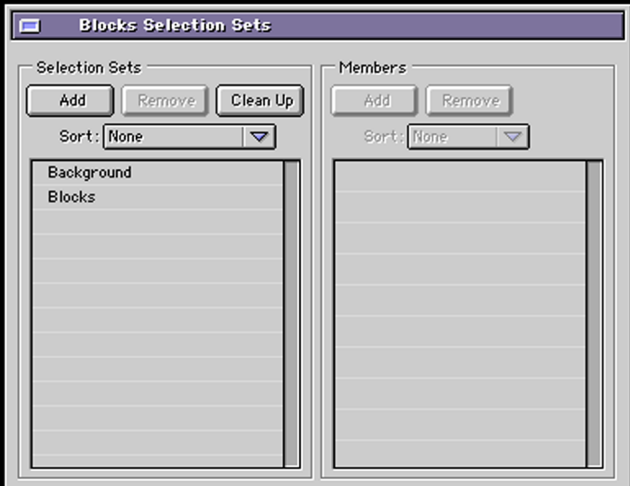 Blocks Selection Sets
Selection Sets
Add Remove Clean Up
Sort: None
Background
Blocks
Members
Add Remove
Sort: None